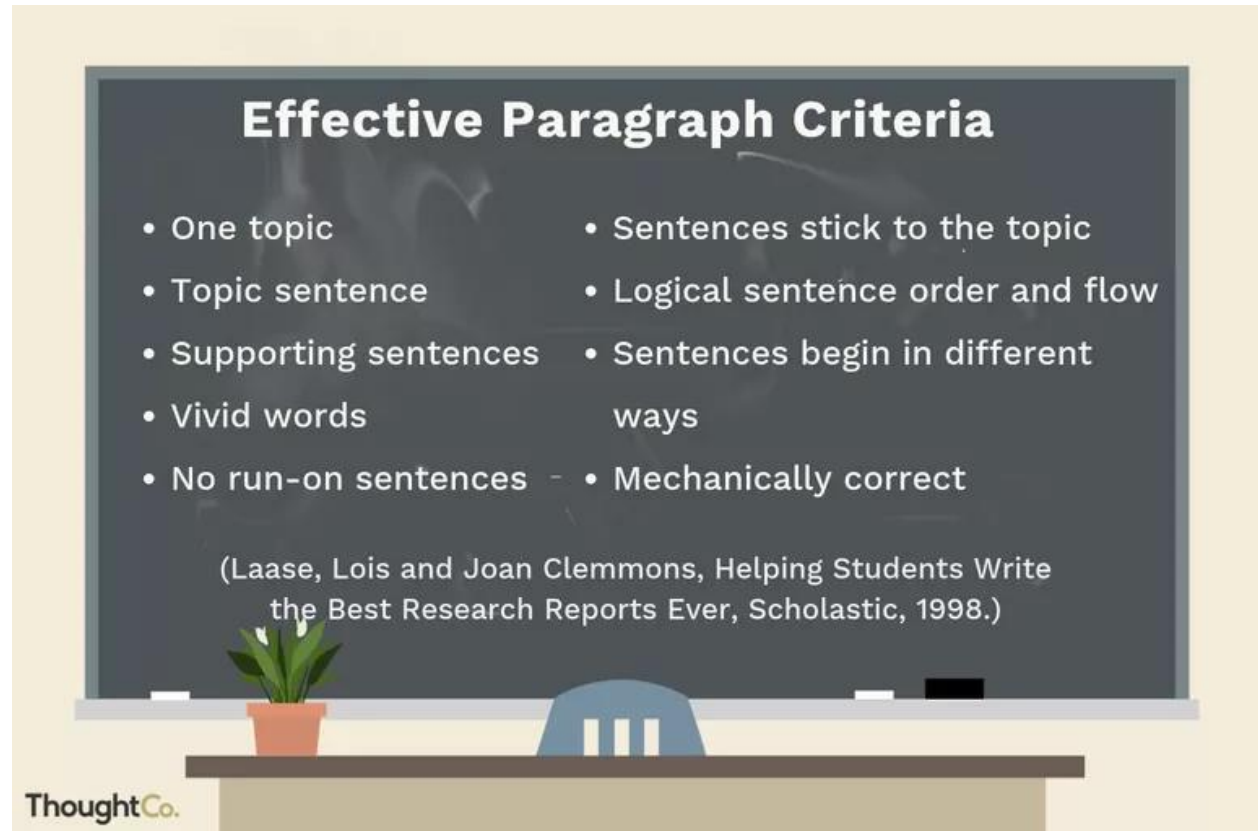 Effective Paragraph Criteria
• One topic
• Topic sentence
• Supporting sentences
• Vivid words
• No run-on sentences
• Sentences stick to the topic
• Logical sentence order and flow
• Sentences begin in different
ways
• Mechanically correct
(Laase, Lois and Joan Clemmons, Helping Students Write
the Best Research Reports Ever, Scholastic, 1998.)
ThoughtCo.